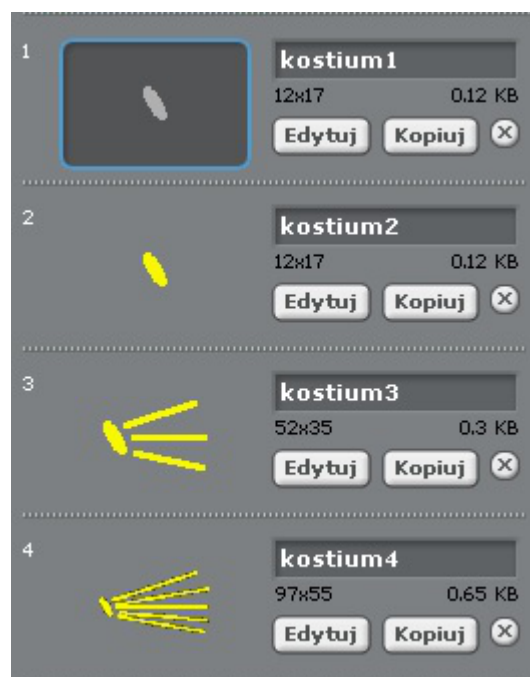 1
kostium1
12x17 0.12 KB
Edytuj Kopiuj
2
kostium2
12x17 0.12 KB
Edytuj Kopiuj
3
kostium3
52x35 0.3 KB
Edytuj Kopiuj
4
kostium4
97x55 0.65 KB
Edytuj Kopiuj